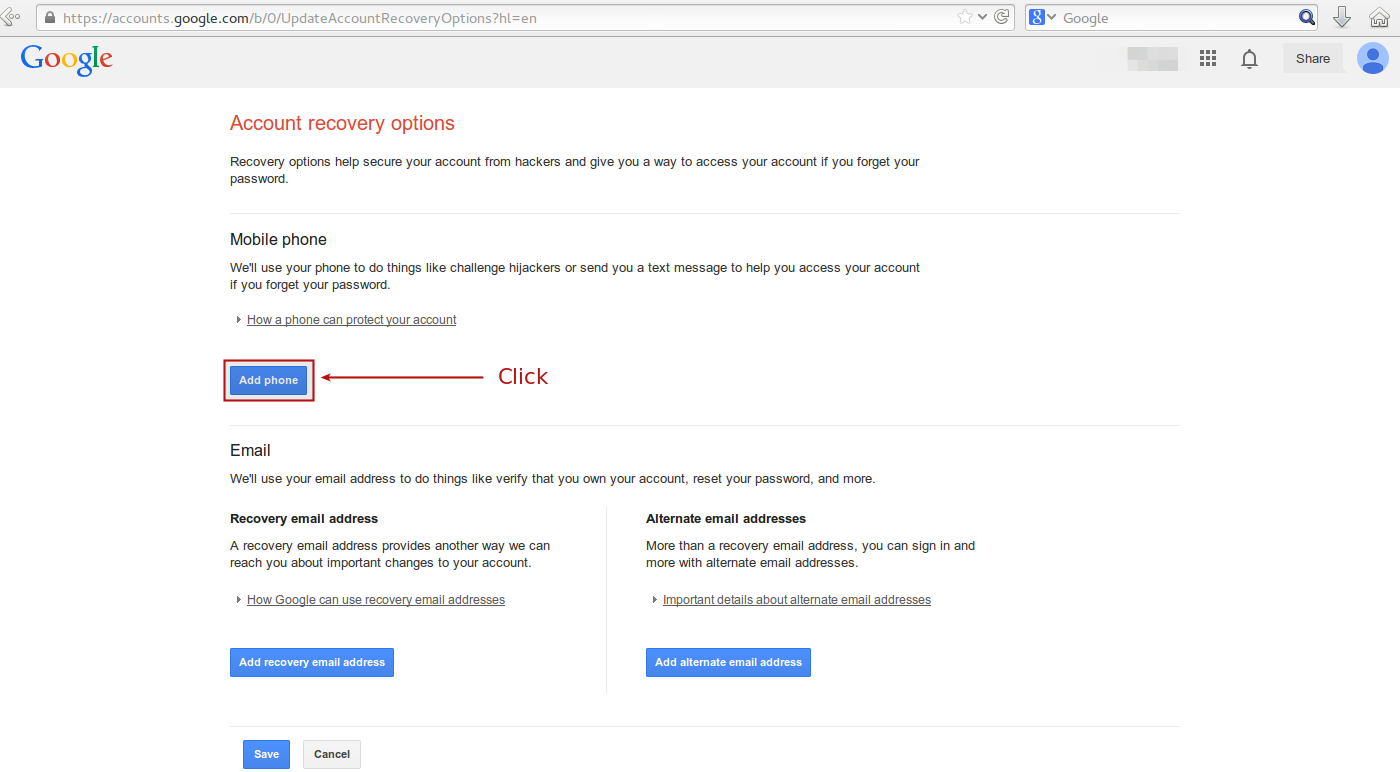 https://accounts.google.com/b/0/UpdateAccountRecoveryOptions?hl=en
8 Google
Google
Share
Account recovery options
Recovery options help secure your account from hackers and give you a way to access your account if you forget your
password.
Mobile phone
We'll use your phone to do things like challenge hijackers or send you a text message to help you access your account
if you forget your password.
How a phone can protect your account
Add phone
Click
Email
We'll use your email address to do things like verify that you own your account, reset your password, and more.
Recovery email address
A recovery email address provides another way we can
reach you about important changes to your account.
How Google can use recovery email addresses
Add recovery email address
Alternate email addresses
More than a recovery email address, you can sign in and
more with alternate email addresses.
Important details about alternate email addresses
Add alternate email address
Save
Cancel